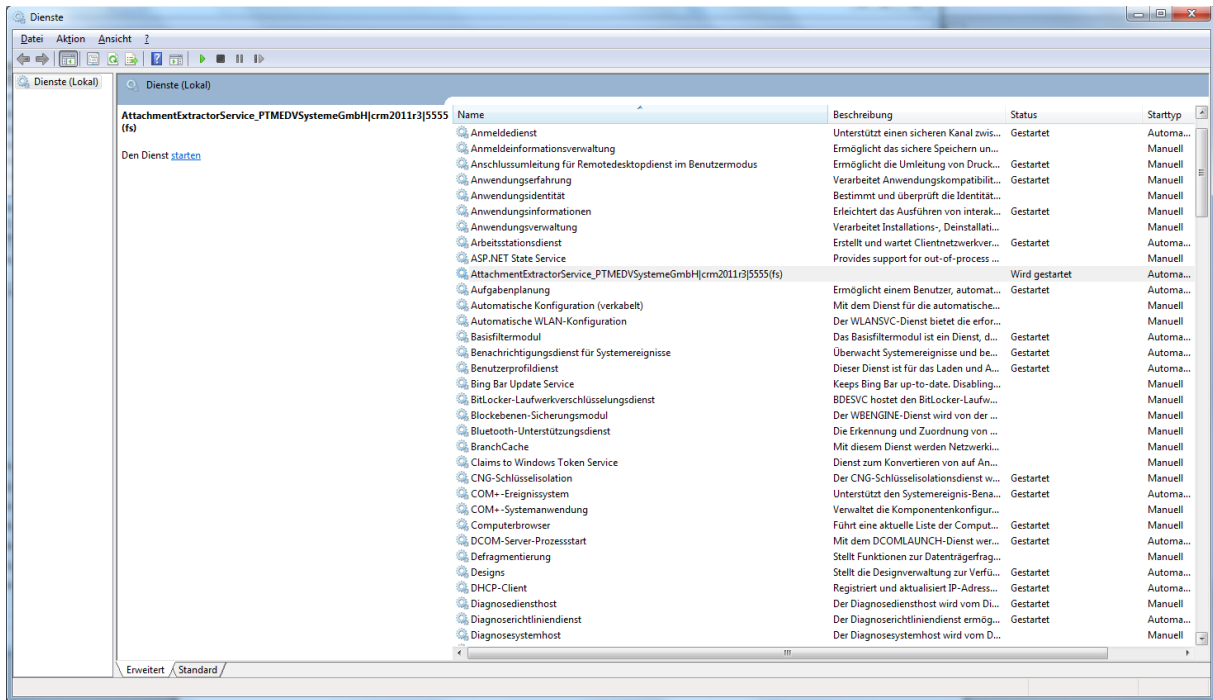 Dienste
Datei Aktion Ansicht ?
Dienste (Lokal)
Dienste (Lokal)
AttachmentExtractorService_PTMEDVSystemeGmbH|crm2011r3|5555
(fs)
Den Dienst starten
Name Beschreibung Status Starttyp
Anmeldedienst Unterstützt einen sicheren Kanal zwis... Gestartet Automa...
Anmeldeinformationsverwaltung Ermöglicht das sichere Speichern un... Manuell
Anschlussumleitung für Remotedesktopdienst im Benutzermodus Ermöglicht die Umleitung von Druck... Gestartet Manuell
Anwendungserfahrung Verarbeitet Anwendungskompatibilit... Gestartet Manuell
Anwendungsidentität Bestimmt und überprüft die Identität... Manuell
Anwendungsinformationen Erleichtert das Ausführen von interak... Gestartet Manuell
Anwendungsverwaltung Verarbeitet Installations-, Deinstallati... Manuell
Arbeitsstationsdienst Erstellt und wartet Clientnetzwerkver... Gestartet Automa...
ASP.NET State Service Provides support for out-of-process ... Manuell
AttachmentExtractorService_PTMEDVSystemeGmbH|crm2011r3|5555(fs) Wird gestartet Automa...
Aufgabenplanung Ermöglicht einem Benutzer, automat... Gestartet Automa...
Automatische Konfiguration (verkabelt) Mit dem Dienst für die automatische... Manuell
Automatische WLAN-Konfiguration Der WLANSVC-Dienst bietet die erfor... Manuell
Basisfiltermodul Das Basisfiltermodul ist ein Dienst, d... Gestartet Automa...
Benachrichtigungsdienst für Systemereignisse Überwacht Systemereignisse und be... Gestartet Automa...
Benutzerprofildienst Dieser Dienst ist für das Laden und A... Gestartet Automa...
Bing Bar Update Service Keeps Bing Bar up-to-date. Disabling... Manuell
BitLocker-Laufwerkverschlüsselungsdienst BDESVC hostet den BitLocker-Laufw... Manuell
Blockebenen-Sicherungsmodul Der WBENGINE-Dienst wird von der ... Manuell
Bluetooth-Unterstützungsdienst Die Erkennung und Zuordnung von ... Manuell
BranchCache Mit diesem Dienst werden Netzwerki... Manuell
Claims to Windows Token Service Dienst zum Konvertieren von auf An... Manuell
CNG-Schlüsselisolation Der CNG-Schlüsselisolationsdienst w... Gestartet Manuell
COM+-Ereignissystem Unterstützt den Systemereignis-Bena... Gestartet Automa...
COM+-Systemanwendung Verwaltet die Komponentenkonfigur... Manuell
Computerbrowser Führt eine aktuelle Liste der Comput... Gestartet Manuell
DCOM-Server-Prozessstart Mit dem DCOMLAUNCH-Dienst wer... Gestartet Automa...
Defragmentierung Stellt Funktionen zur Datenträgerfrag... Manuell
Designs Stellt die Designverwaltung zur Verfü... Gestartet Automa...
DHCP-Client Registriert und aktualisiert IP-Adress... Gestartet Automa...
Diagnosediensthost Der Diagnosediensthost wird vom Di... Gestartet Manuell
Diagnoserichtliniendienst Der Diagnoserichtliniendienst ermög... Gestartet Automa...
Diagnosesystemhost Der Diagnosesystemhost wird vom D... Manuell
Erweitert Standard